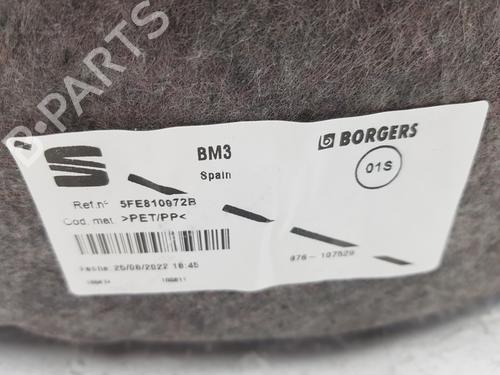 B-PARTS
BM3
Spain
BORGERS
01S
Ref.nº 5FE810972B
Cod. mat. >PET/PP<
976-107529
Fecha 25/08/2022 16:45